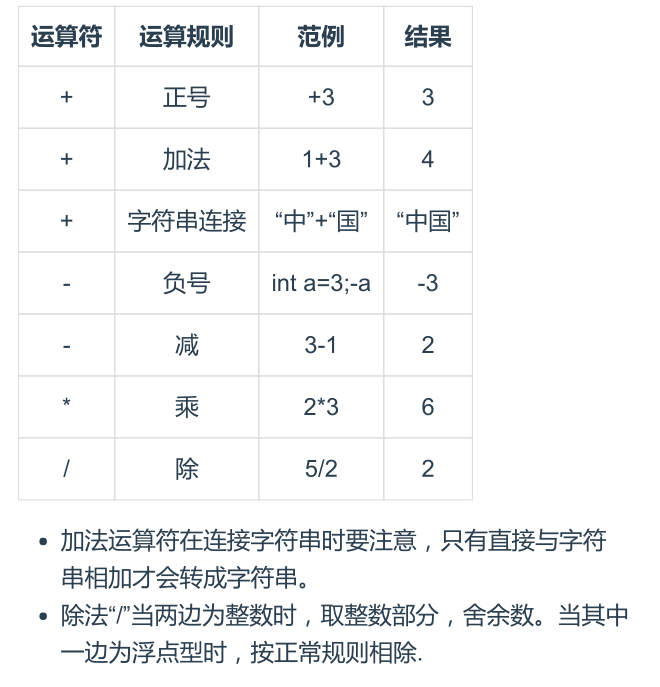 运算符 运算规则 范例 结果
+ 正号 +3 3
+ 加法 1+3 4
+ 字符串连接 “中”+“国” “中国”
- 负号 int a=3;-a -3
- 减 3-1 2
* 乘 2*3 6
/ 除 5/2 2
• 加法运算符在连接字符串时要注意，只有直接与字符
串相加才会转成字符串。
• 除法“/”当两边为整数时，取整数部分，舍余数。当其中
一边为浮点型时，按正常规则相除.